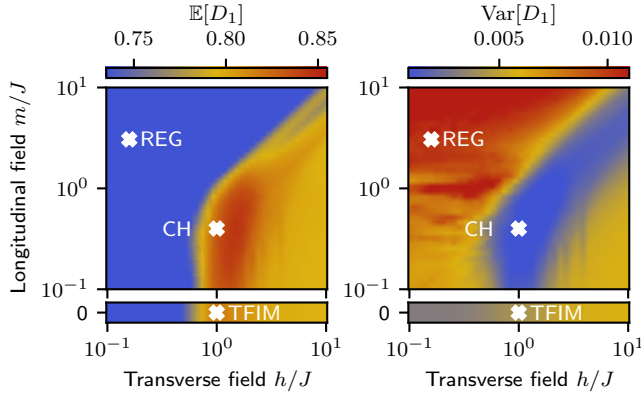 𝔼[D₁] Var[D₁]
0.75 0.80 0.85 0.005 0.010
Longitudinal field m/J
10¹ 10¹
REG REG
10⁰ 10⁰
CH CH
10⁻¹ 10⁻¹
0 TFIM 0 TFIM
10⁻¹ 10⁰ 10¹ 10⁻¹ 10⁰ 10¹
Transverse field h/J Transverse field h/J